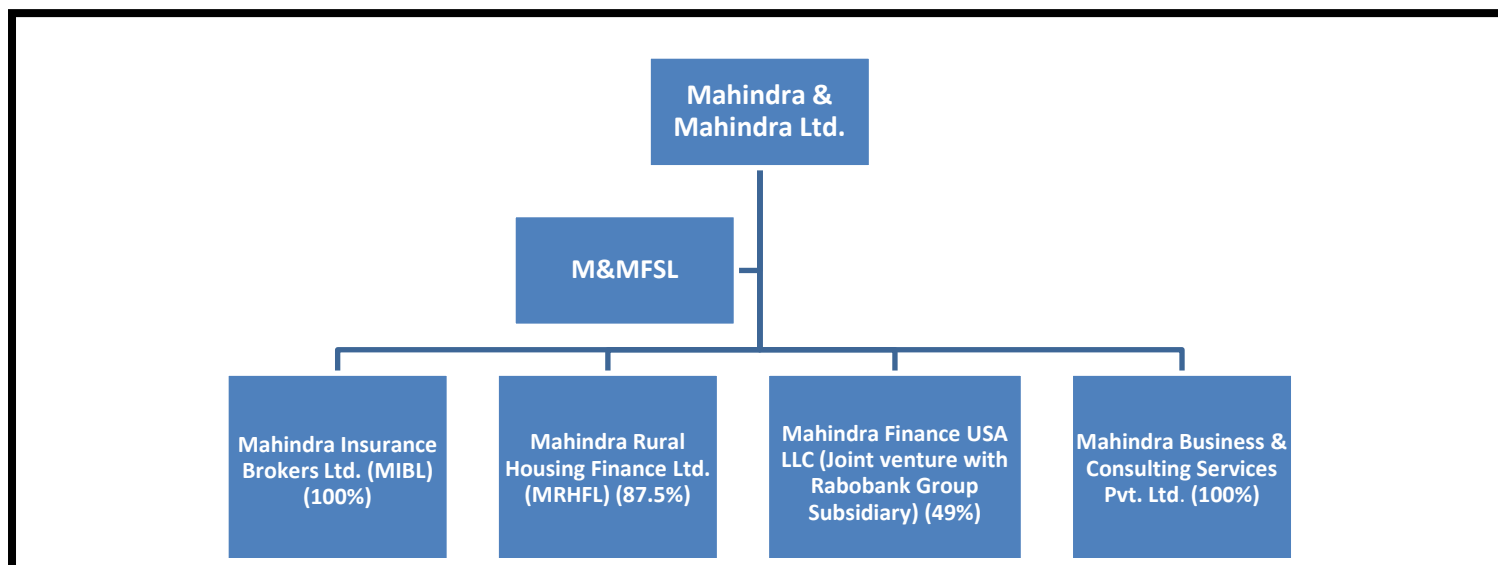 Mahindra &
Mahindra Ltd.
M&MFSL
Mahindra Insurance
Brokers Ltd. (MIBL)
(100%)
Mahindra Rural
Housing Finance Ltd.
(MRHFL) (87.5%)
Mahindra Finance USA
LLC (Joint venture with
Rabobank Group
Subsidiary) (49%)
Mahindra Business &
Consulting Services
Pvt. Ltd. (100%)